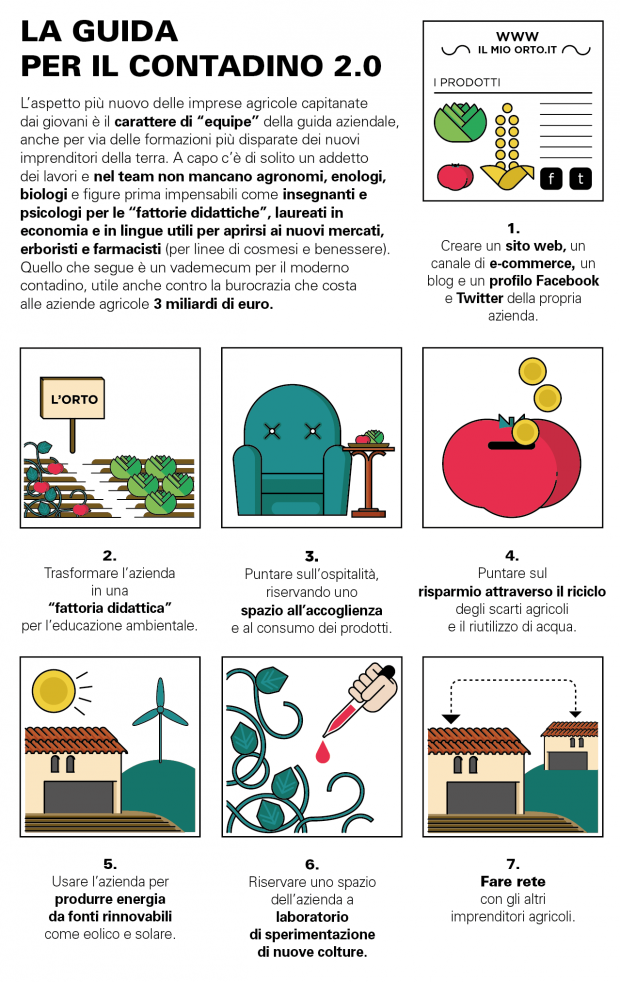 LA GUIDA
PER IL CONTADINO 2.0
L’aspetto più nuovo delle imprese agricole capitanate
dai giovani è il carattere di “equipe” della guida aziendale,
anche per via delle formazioni più disparate dei nuovi
imprenditori della terra. A capo c’è di solito un addetto
dei lavori e nel team non mancano agronomi, enologi,
biologi e figure prima impensabili come insegnanti e
psicologi per le “fattorie didattiche”, laureati in
economia e in lingue utili per aprirsi ai nuovi mercati,
erboristi e farmacisti (per linee di cosmesi e benessere).
Quello che segue è un vademecum per il moderno
contadino, utile anche contro la burocrazia che costa
alle aziende agricole 3 miliardi di euro.
WWW
IL MIO ORTO.IT
I PRODOTTI
f t
1.
Creare un sito web, un
canale di e-commerce, un
blog e un profilo Facebook
e Twitter della propria
azienda.
L’ORTO
2.
Trasformare l’azienda
in una
“fattoria didattica”
per l’educazione ambientale.
3.
Puntare sull’ospitalità,
riservando uno
spazio all’accoglienza
e al consumo dei prodotti.
4.
Puntare sul
risparmio attraverso il riciclo
degli scarti agricoli
e il riutilizzo di acqua.
5.
Usare l’azienda per
produrre energia
da fonti rinnovabili
come eolico e solare.
6.
Riservare uno spazio
dell’azienda a
laboratorio
di sperimentazione
di nuove colture.
7.
Fare rete
con gli altri
imprenditori agricoli.